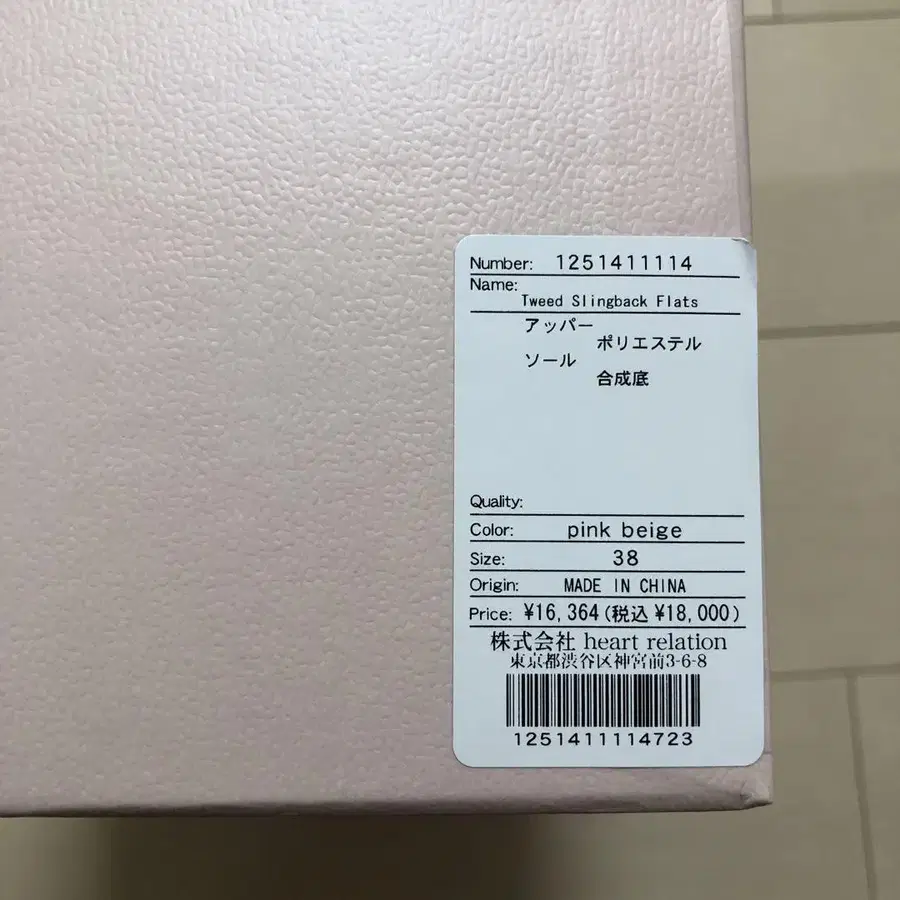 Number: 1251411114
Name:
Tweed Slingback Flats
アッパー
ポリエステル
ソール
合成底
Quality:
Color: pink beige
Size: 38
Origin: MADE IN CHINA
Price: ¥16,364(税込 ¥18,000)
株式会社 heart relation
東京都渋谷区神宮前3-6-8
1251411114723